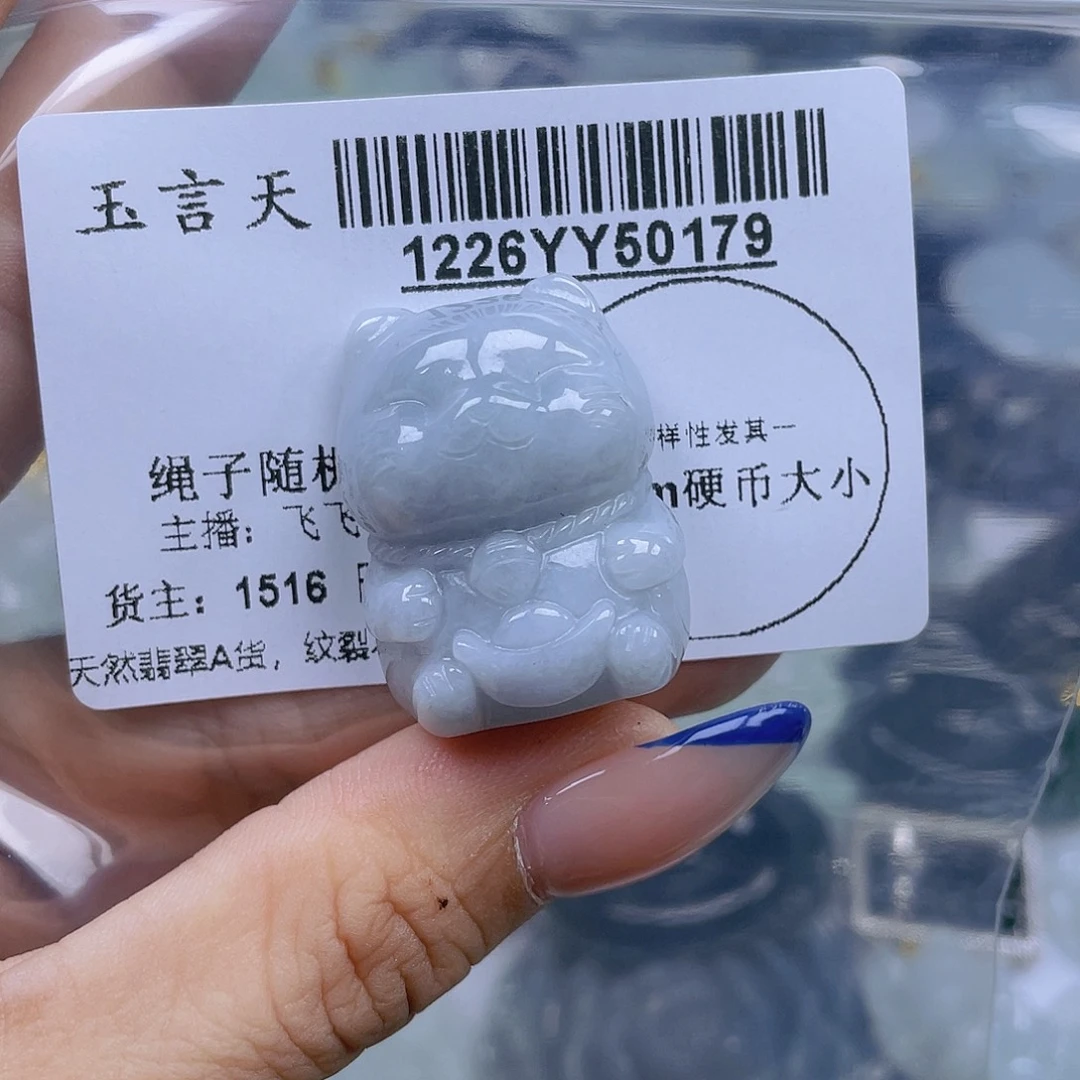 玉言天
1226YY50179
样性发其一
绳子随机
m硬币大小
主播：飞飞
货主：1516
天然翡翠A货，纹裂